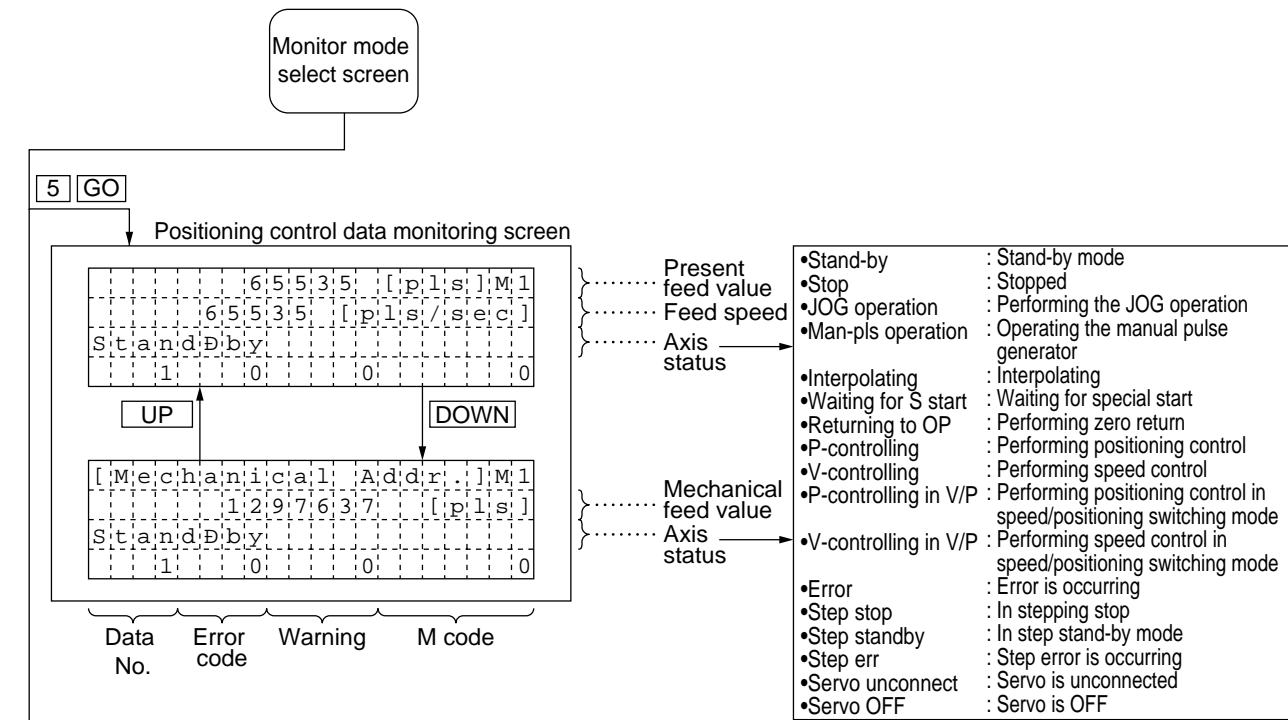 Monitor mode
select screen
5 GO
Positioning control data monitoring screen
65535 [pls]M1
65535 [pls/sec]
StandÐby
1 0 0 0
Present
feed value
Feed speed
Axis
status
UP
DOWN
[Mechanical Addr.]M1
1297637 [pls]
StandÐby
1 0 0 0
Mechanical
feed value
Axis
status
Data
No.
Error
code
Warning
M code
•Stand-by : Stand-by mode
•Stop : Stopped
•JOG operation : Performing the JOG operation
•Man-pls operation : Operating the manual pulse
generator
•Interpolating : Interpolating
•Waiting for S start : Waiting for special start
•Returning to OP : Performing zero return
•P-controlling : Performing positioning control
•V-controlling : Performing speed control
•P-controlling in V/P : Performing positioning control in
speed/positioning switching mode
•V-controlling in V/P : Performing speed control in
speed/positioning switching mode
•Error : Error is occurring
•Step stop : In stepping stop
•Step standby : In step stand-by mode
•Step err : Step error is occurring
•Servo unconnect : Servo is unconnected
•Servo OFF : Servo is OFF